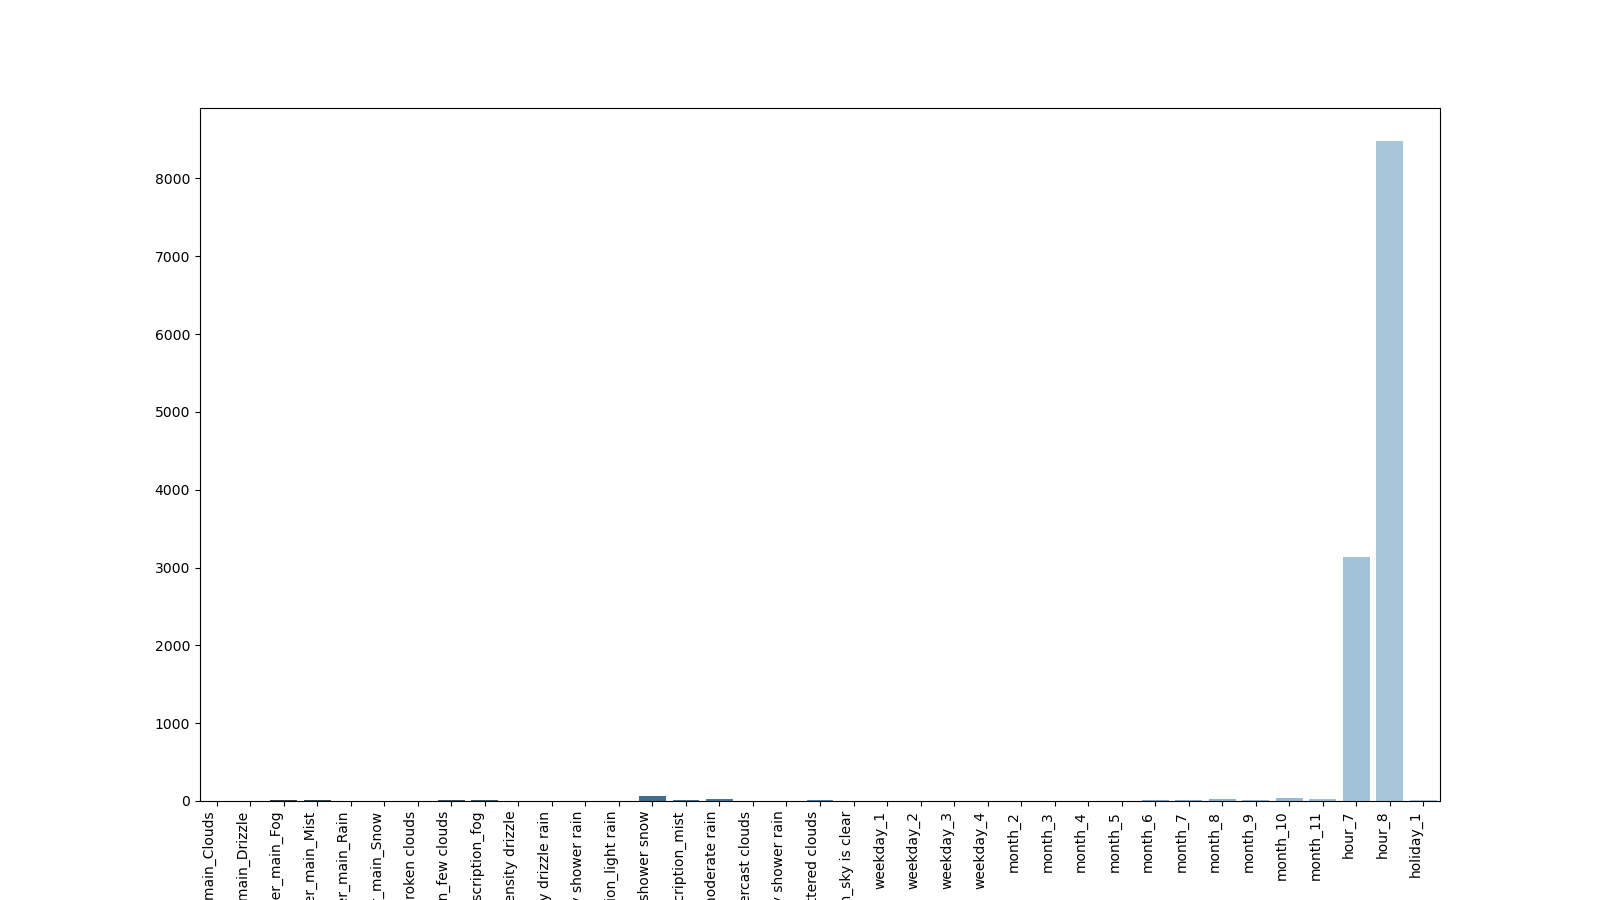 8000
7000
6000
5000
4000
3000
2000
1000
0
main_Clouds
main_Drizzle
er_main_Fog
er_main_Mist
er_main_Rain
_main_Snow
roken clouds
n_few clouds
scription_fog
ensity drizzle
y drizzle rain
shower rain
ion_light rain
shower snow
cription_mist
moderate rain
ercast clouds
shower rain
ttered clouds
n_sky is clear
weekday_1
weekday_2
weekday_3
weekday_4
month_2
month_3
month_4
month_5
month_6
month_7
month_8
month_9
month_10
month_11
hour_7
hour_8
holiday_1